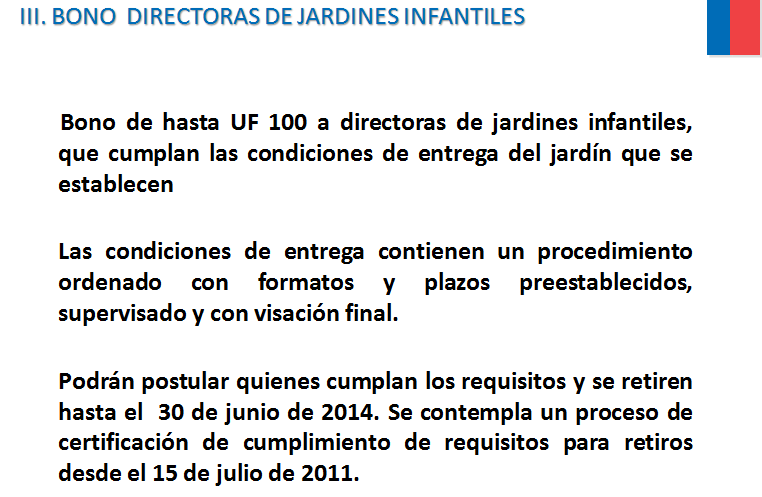 III. BONO DIRECTORAS DE JARDINES INFANTILES
Bono de hasta UF 100 a directoras de jardines infantiles,
que cumplan las condiciones de entrega del jardín que se
establecen
Las condiciones de entrega contienen un procedimiento
ordenado con formatos y plazos preestablecidos,
supervisado y con visación final.
Podrán postular quienes cumplan los requisitos y se retiren
hasta el 30 de junio de 2014. Se contempla un proceso de
certificación de cumplimiento de requisitos para retiros
desde el 15 de julio de 2011.